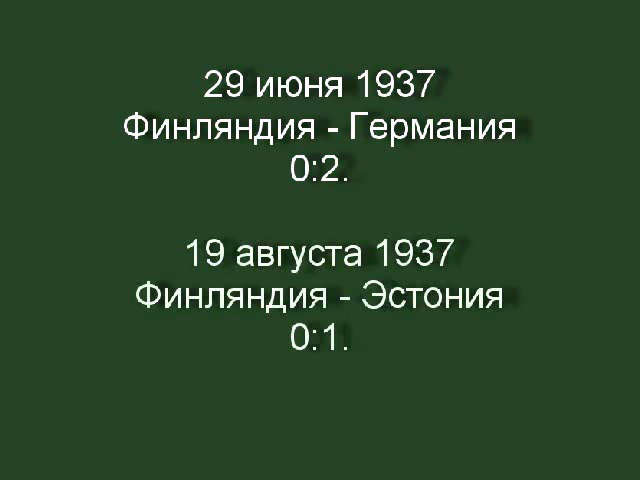 29 июня 1937
Финляндия - Германия
0:2.
19 августа 1937
Финляндия - Эстония
0:1.